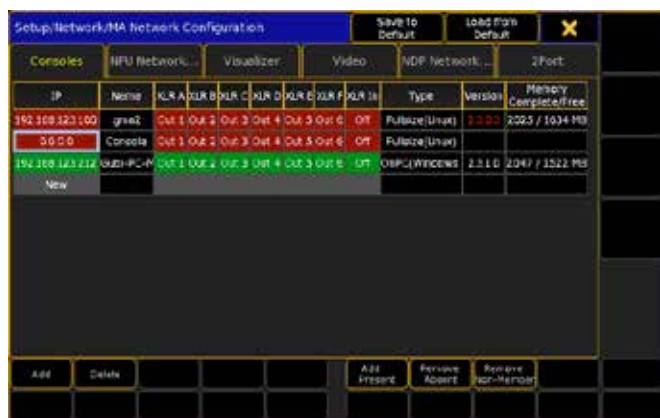 Setup/Network/MA Network Configuration Save to Default Load from Default X
Consoles NPU Network... Visualizer Video NDP Network... 2Port
IP Name XLR A XLR B XLR C XLR D XLR E XLR F XLR In Type Version Memory Complete/Free
192.168.123.100 gma2 Out 1 Out 2 Out 3 Out 4 Out 5 Out 6 Off Fullsize(Linux) 2025 / 1634 MB
0.0.0.0 Consola Out 1 Out 2 Out 3 Out 4 Out 5 Out 6 Off Fullsize(Linux)
192.168.123.212 Out 1 Out 2 Out 3 Out 4 Out 5 Out 6 Off OnPC(Windows 2.3.1.0 2047 / 1522 MB
New
Add Delete Add Present Remove Absent Remove Non-Member